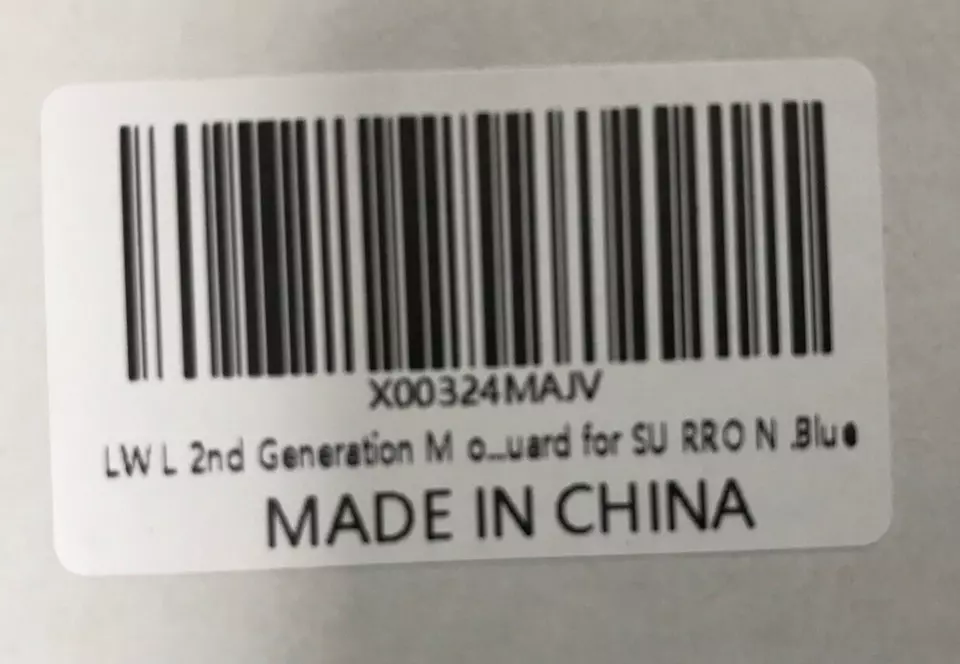 X00324MAJV
LW L 2nd Generation M o...uard for SU RRO N .Blue
MADE IN CHINA